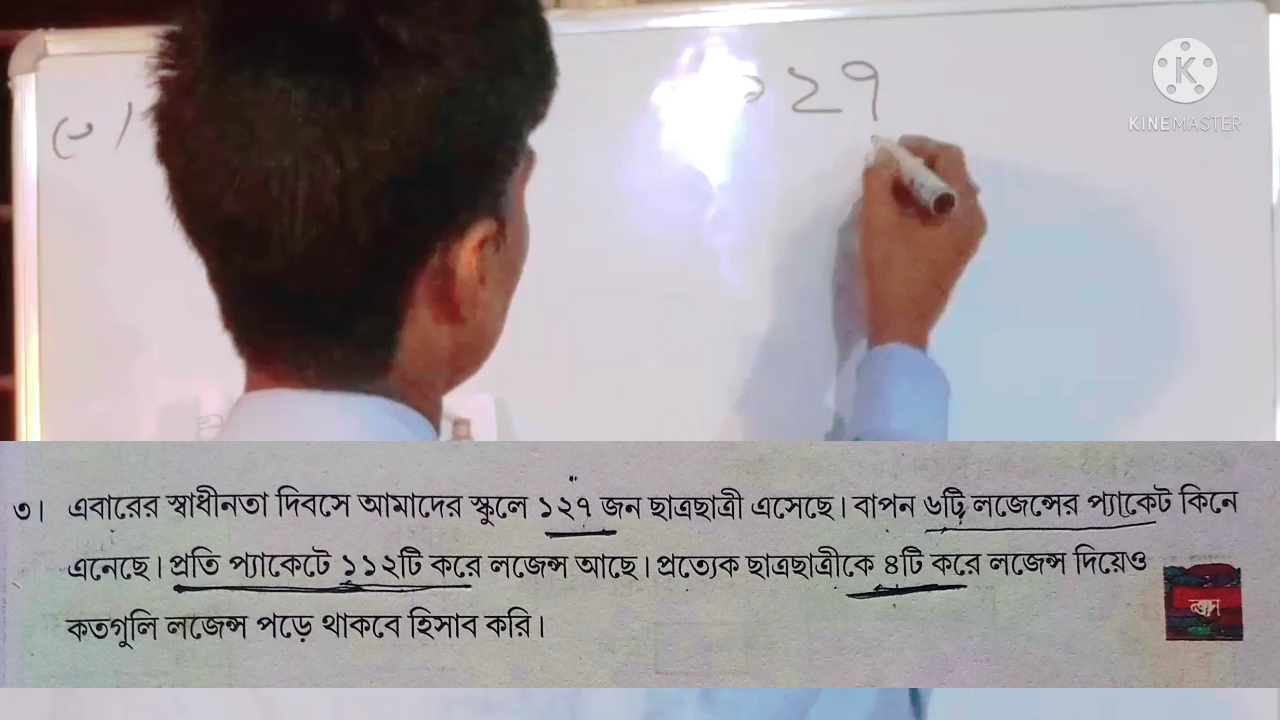 ৩।
১২৭
KINEMASTER
৩। এবারের স্বাধীনতা দিবসে আমাদের স্কুলে ১২৭ জন ছাত্রছাত্রী এসেছে। বাপন ৬টি লজেন্সের প্যাকেট কিনে
এনেছে। প্রতি প্যাকেটে ১১২টি করে লজেন্স আছে। প্রত্যেক ছাত্রছাত্রীকে ৪টি করে লজেন্স দিয়েও
কতগুলি লজেন্স পড়ে থাকবে হিসাব করি।